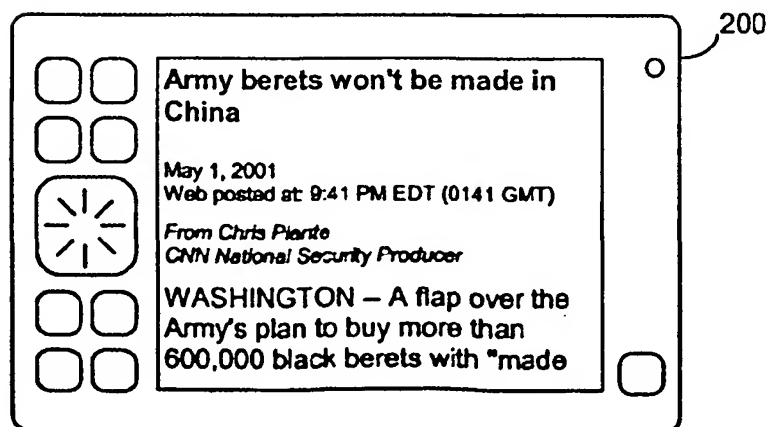 200
Army berets won't be made in
China
May 1, 2001
Web posted at: 9:41 PM EDT (0141 GMT)
From Chris Plante
CNN National Security Producer
WASHINGTON – A flap over the
Army's plan to buy more than
600,000 black berets with "made